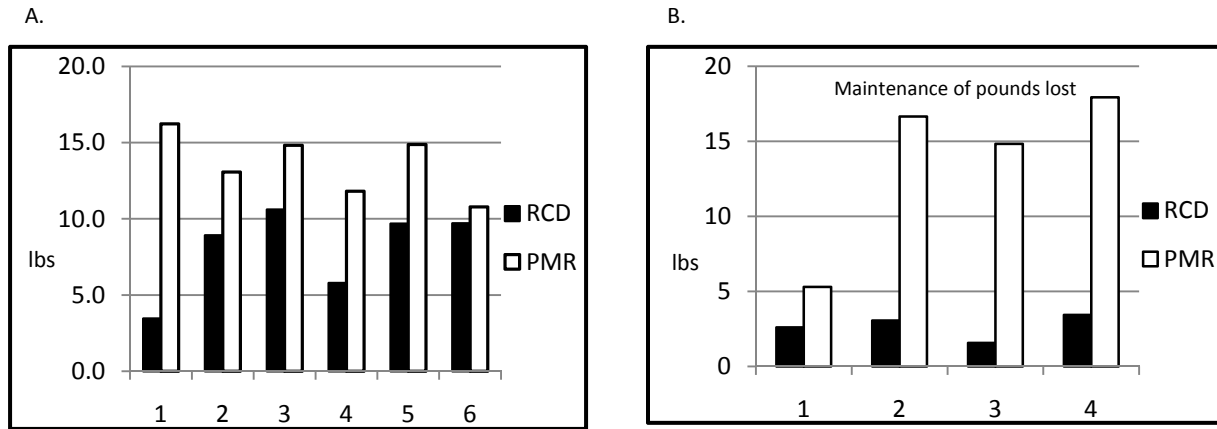 A.
20.0
15.0
10.0
5.0
0.0
lbs
1 2 3 4 5 6
RCD
PMR
B.
Maintenance of pounds lost
20
15
10
5
0
lbs
1 2 3 4
RCD
PMR